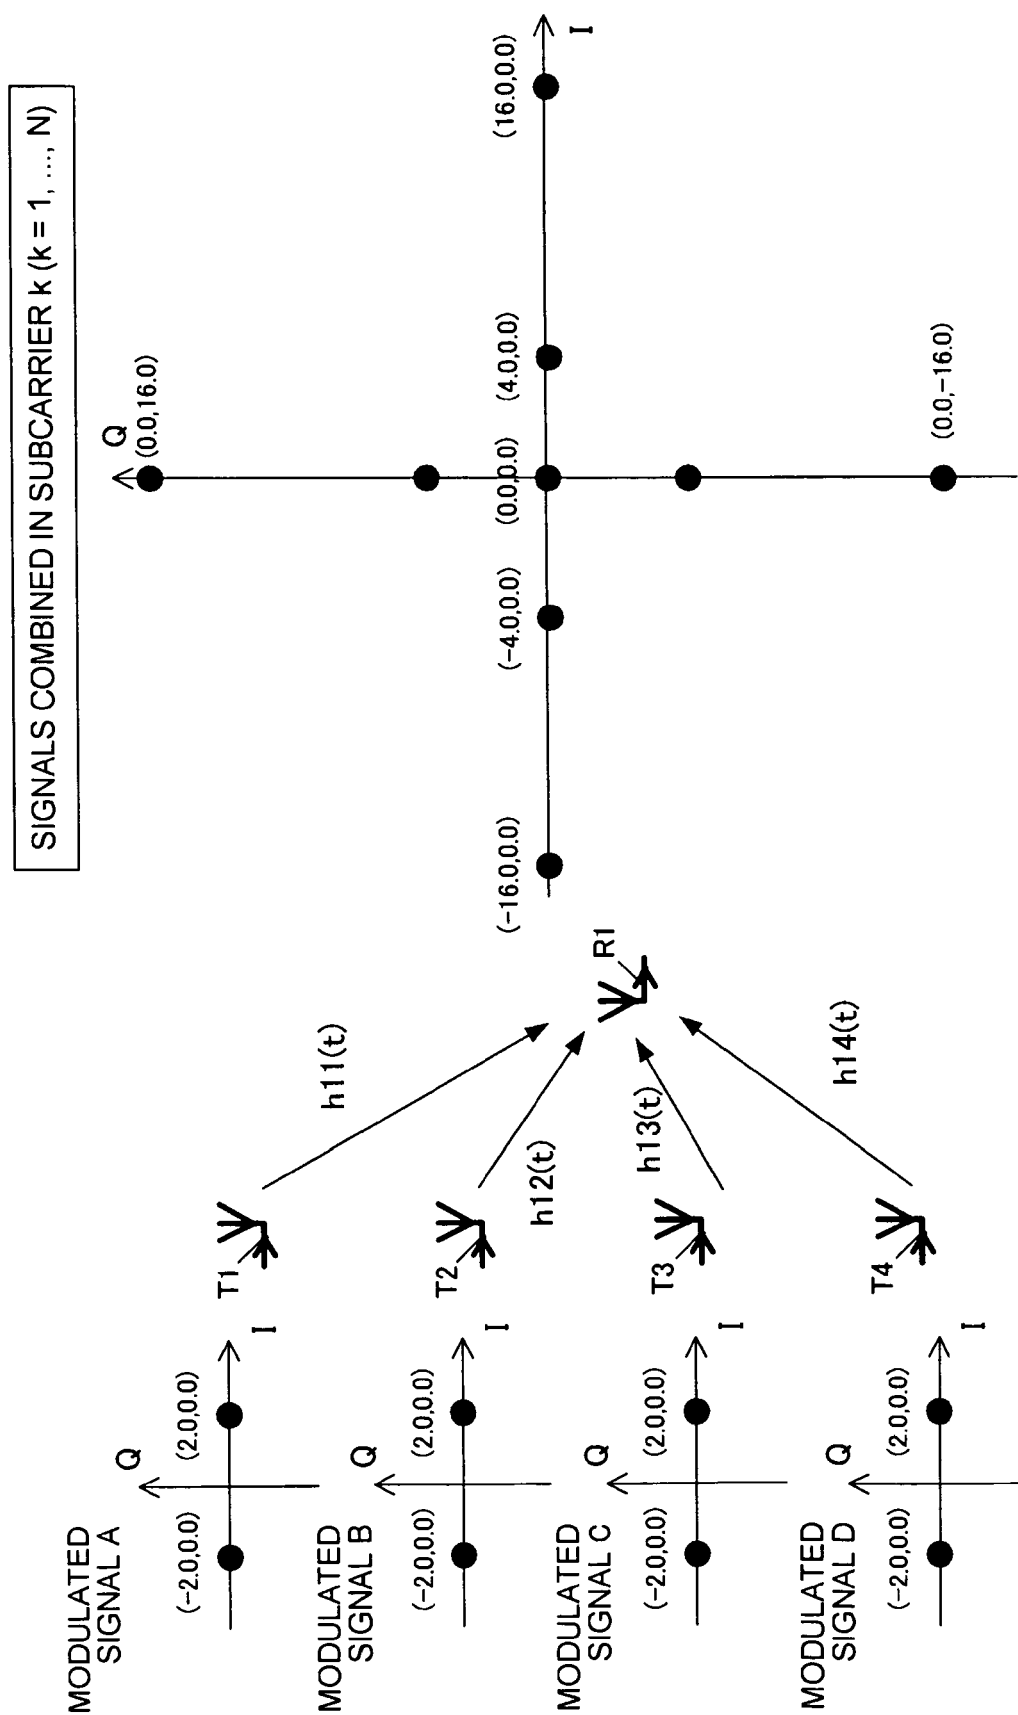 SIGNALS COMBINED IN SUBCARRIER k (k = 1, ..., N)
MODULATED
SIGNAL A
Q
(-2.0,0.0)
(2.0,0.0)
I
T1
h11(t)
MODULATED
SIGNAL B
Q
(-2.0,0.0)
(2.0,0.0)
I
T2
h12(t)
MODULATED
SIGNAL C
Q
(-2.0,0.0)
(2.0,0.0)
I
T3
h13(t)
MODULATED
SIGNAL D
Q
(-2.0,0.0)
(2.0,0.0)
I
T4
h14(t)
R1
Q
(0.0,16.0)
(-16.0,0.0)
(-4.0,0.0)
(0.0,0.0)
(4.0,0.0)
(16.0,0.0)
I
(0.0,-16.0)